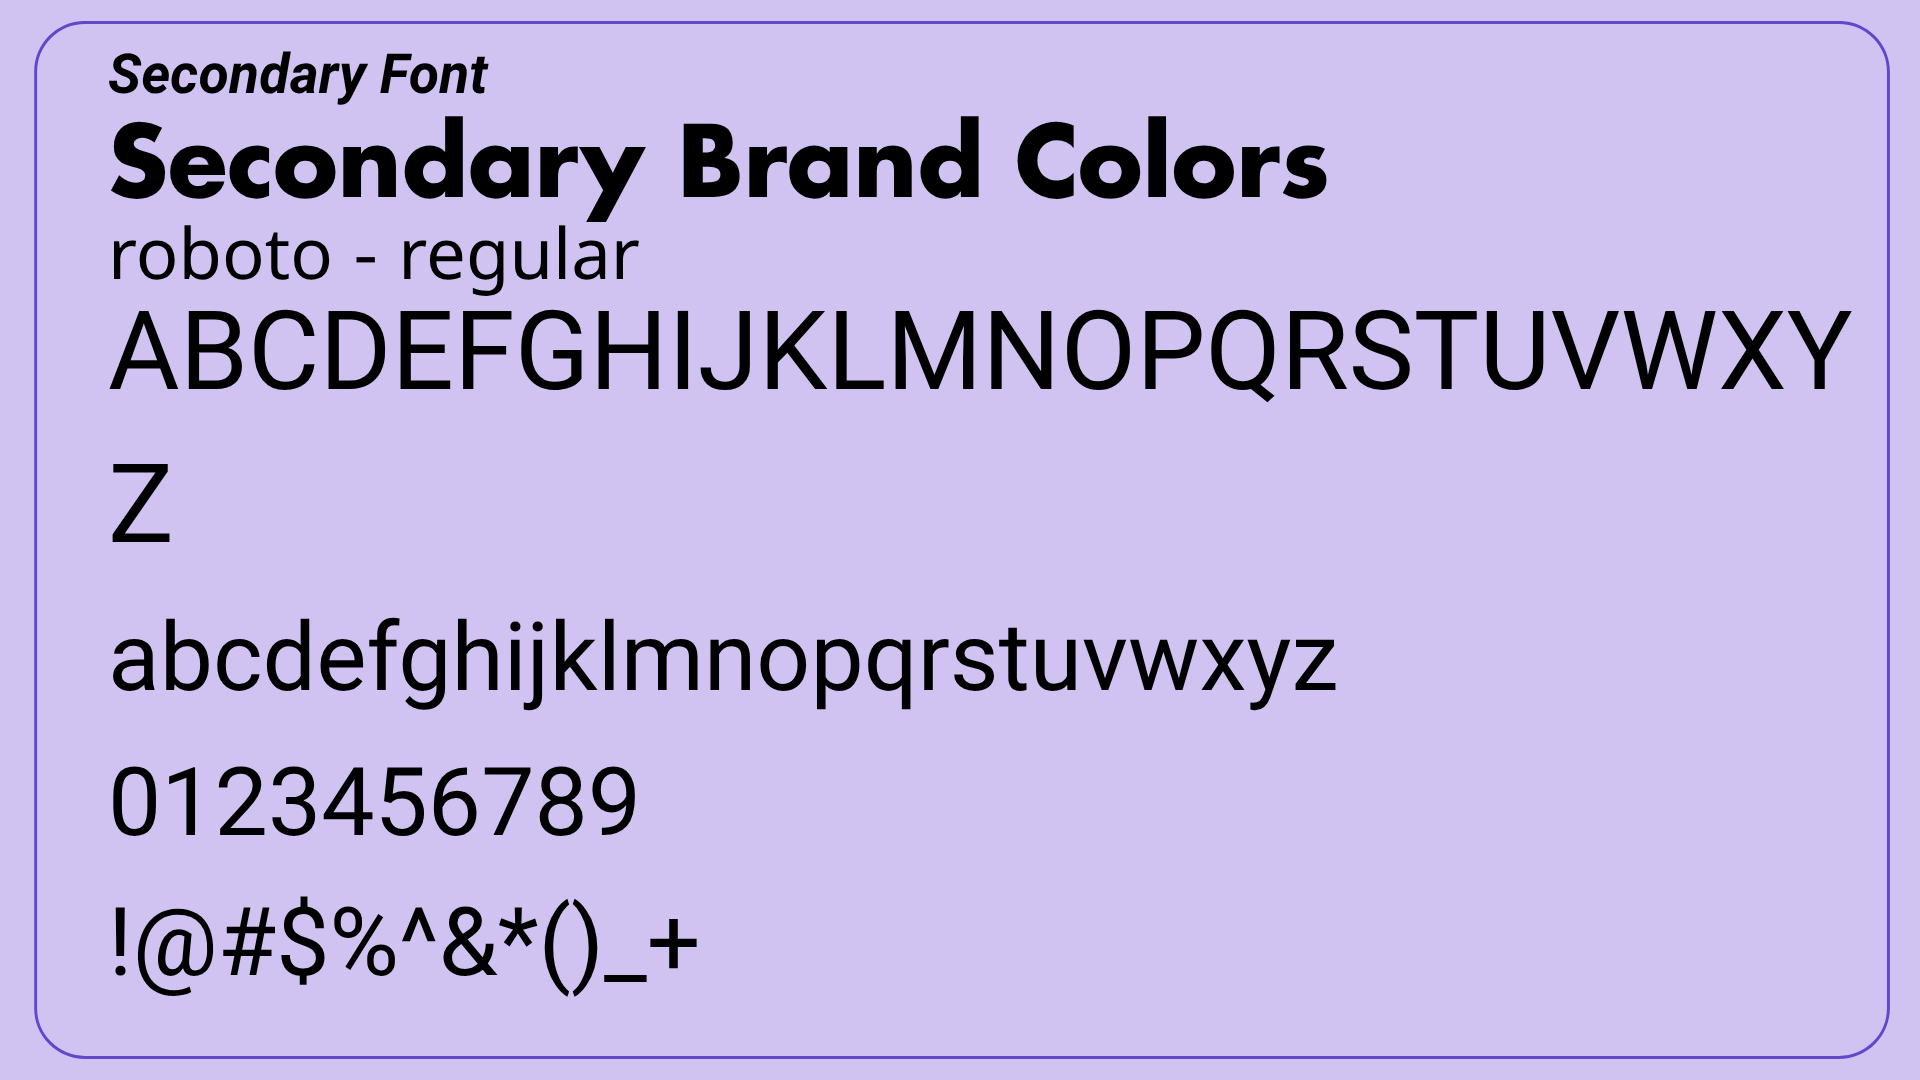 Secondary Font
Secondary Brand Colors
roboto - regular
ABCDEFGHIJKLMNOPQRSTUVWXY
Z
abcdefghijklmnopqrstuvwxyz
0123456789
!@#$%^&*()_+